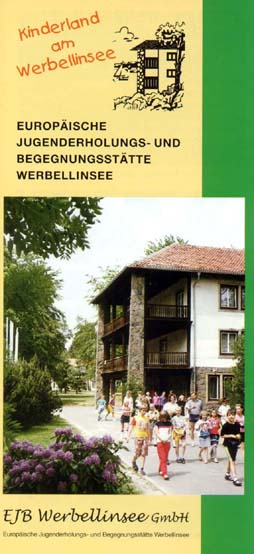 Kinderland
am
Werbellinsee
EUROPÄISCHE
JUGENDERHOLUNGS- UND
BEGEGNUNGSSTÄTTE
WERBELLINSEE
EJB Werbellinsee GmbH
Europäische Jugenderholungs- und Begegnungsstätte Werbellinsee